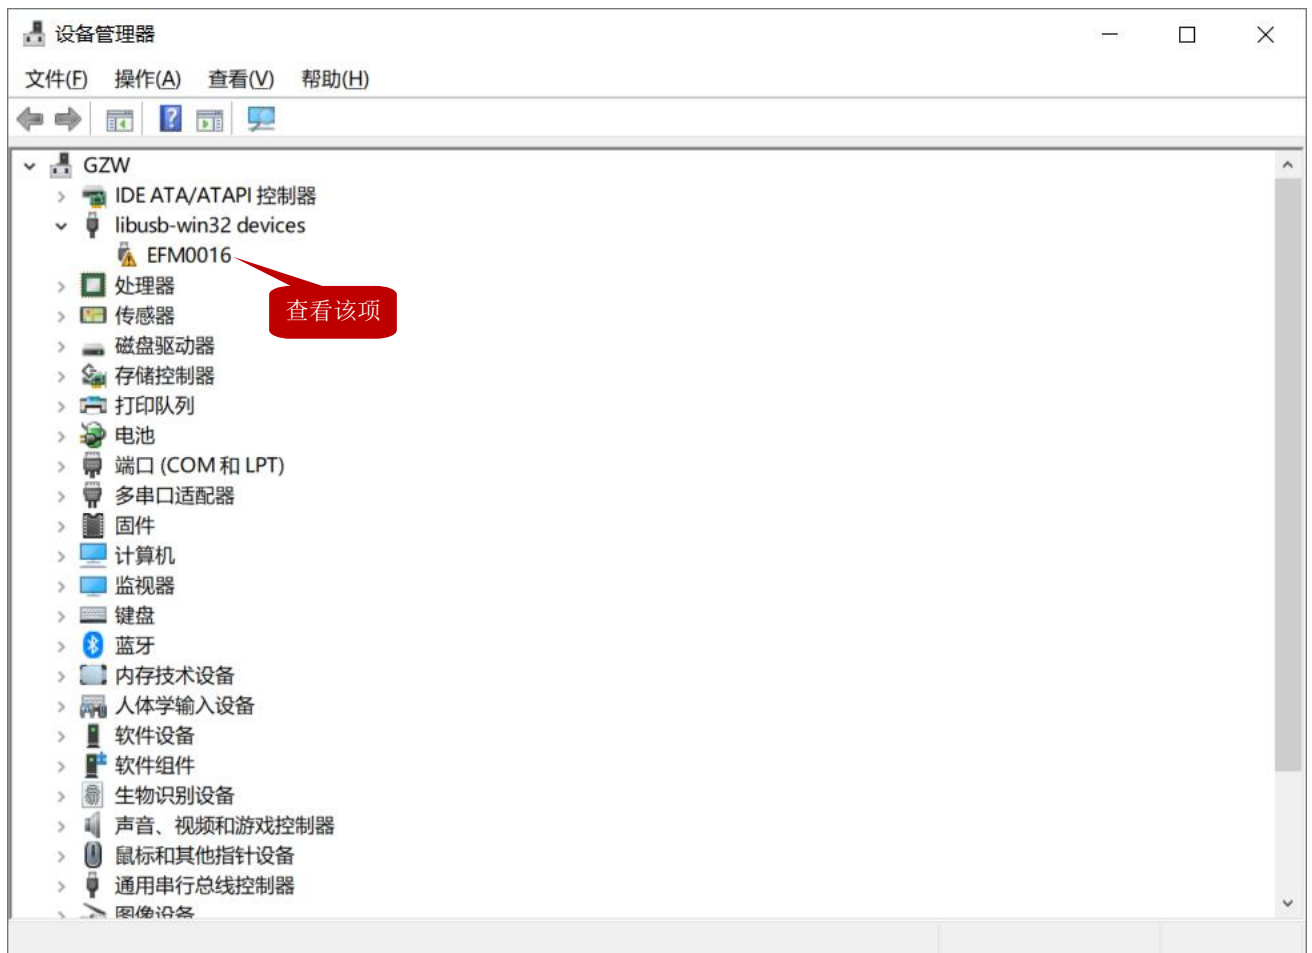 设备管理器
文件(F) 操作(A) 查看(V) 帮助(H)
GZW
IDE ATA/ATAPI 控制器
libusb-win32 devices
EFM0016
处理器
查看该项
传感器
磁盘驱动器
存储控制器
打印队列
电池
端口 (COM 和 LPT)
多串口适配器
固件
计算机
监视器
键盘
蓝牙
内存技术设备
人体学输入设备
软件设备
软件组件
生物识别设备
声音、视频和游戏控制器
鼠标和其他指针设备
通用串行总线控制器
图像设备